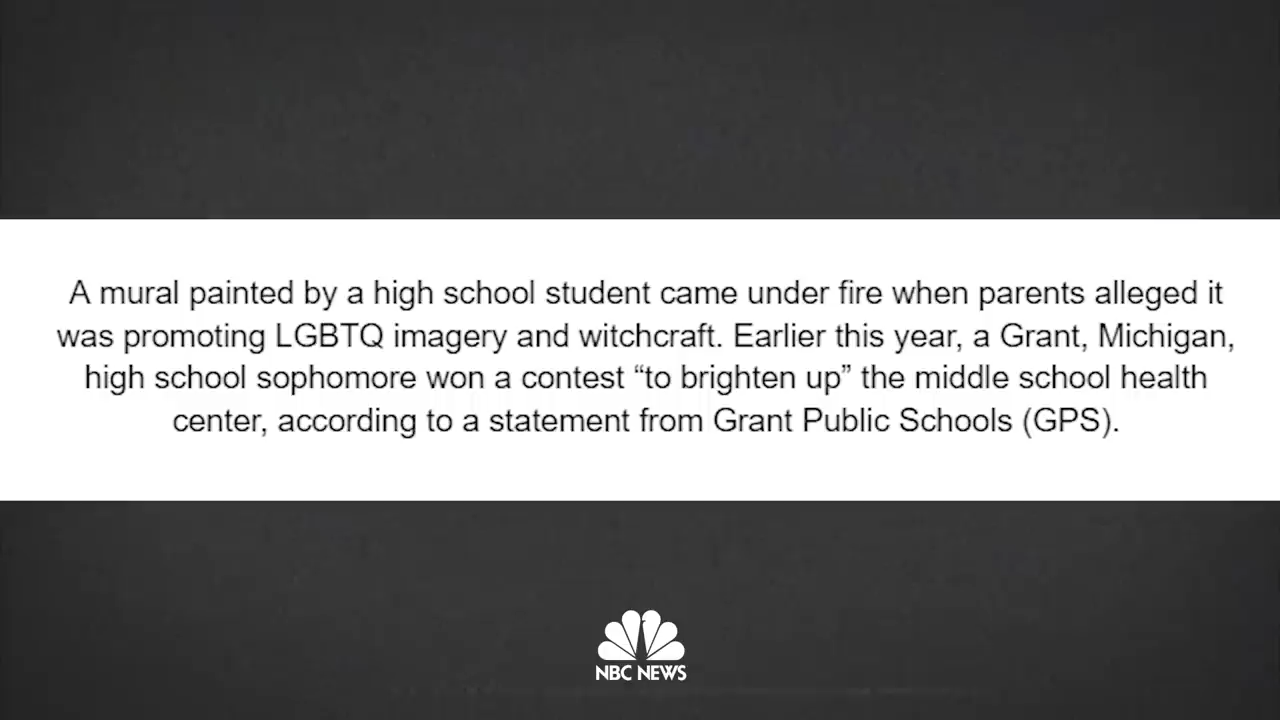 A mural painted by a high school student came under fire when parents alleged it
was promoting LGBTQ imagery and witchcraft. Earlier this year, a Grant, Michigan,
high school sophomore won a contest “to brighten up” the middle school health
center, according to a statement from Grant Public Schools (GPS).
NBC NEWS